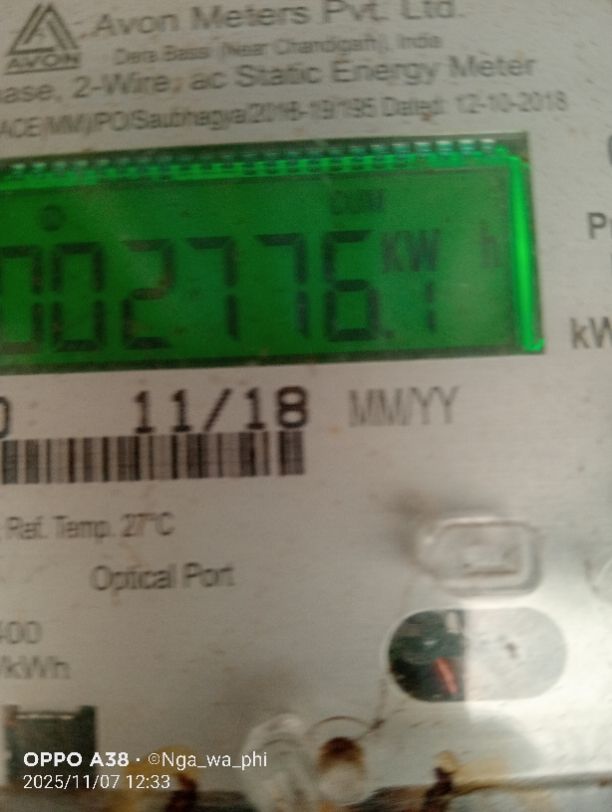 Avon Meters Pvt. Ltd.
AVON
Dera Bassi (Near Chandigarh), India
ase, 2-Wire, ac Static Energy Meter
ACE(MM)/PO/Saubhagya/2018-19/195 Dated: 12-10-2018
CUM
002776.1 KW h
11/18 MM/YY
Ref. Temp. 27°C
Optical Port
400
/kWh
P
kW
OPPO A38 · ©Nga_wa_phi
2025/11/07 12:33